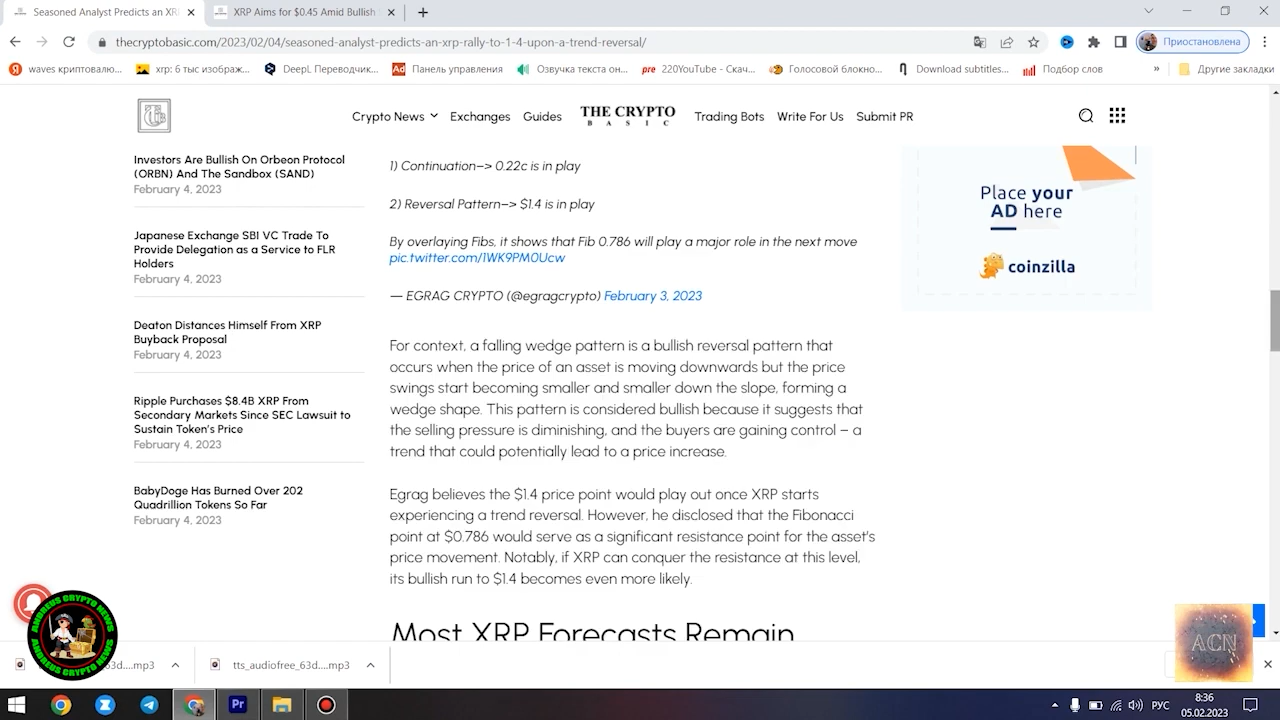 Seasoned Analyst Predicts an XRI
XRP Aims for $0.45 Amid Bullish
thecryptobasic.com/2023/02/04/seasoned-analyst-predicts-an-xrp-rally-to-1-4-upon-a-trend-reversal/
Приостановлена
waves криптовалю...
xrp: 6 тыс изображ...
DeepL Переводчик...
Панель управления
Озвучка текста он...
220YouTube - Скач...
Голосовой блокно...
Download subtitles...
Подбор слов
»
Другие закладки
Crypto News
Exchanges
Guides
THE CRYPTO
BASIC
Trading Bots
Write For Us
Submit PR
Investors Are Bullish On Orbeon Protocol
(ORBN) And The Sandbox (SAND)
February 4, 2023
Japanese Exchange SBI VC Trade To
Provide Delegation as a Service to FLR
Holders
February 4, 2023
Deaton Distances Himself From XRP
Buyback Proposal
February 4, 2023
Ripple Purchases $8.4B XRP From
Secondary Markets Since SEC Lawsuit to
Sustain Token's Price
February 4, 2023
BabyDoge Has Burned Over 202
Quadrillion Tokens So Far
February 4, 2023
1) Continuation–> 0.22c is in play
2) Reversal Pattern–> $1.4 is in play
By overlaying Fibs, it shows that Fib 0.786 will play a major role in the next move
pic.twitter.com/1WK9PM0Ucw
— EGRAG CRYPTO (@egragcrypto) February 3, 2023
For context, a falling wedge pattern is a bullish reversal pattern that
occurs when the price of an asset is moving downwards but the price
swings start becoming smaller and smaller down the slope, forming a
wedge shape. This pattern is considered bullish because it suggests that
the selling pressure is diminishing, and the buyers are gaining control – a
trend that could potentially lead to a price increase.
Egrag believes the $1.4 price point would play out once XRP starts
experiencing a trend reversal. However, he disclosed that the Fibonacci
point at $0.786 would serve as a significant resistance point for the asset's
price movement. Notably, if XRP can conquer the resistance at this level,
its bullish run to $1.4 becomes even more likely.
Most XRP Forecasts Remain
Place your
AD here
coinzilla
ANDREUS CRYPTO NEWS
ANDREUS CRYPTO NEWS
ACN
63d....mp3
tts_audiofree_63d....mp3
Pr
РУС
8:36
05.02.2023